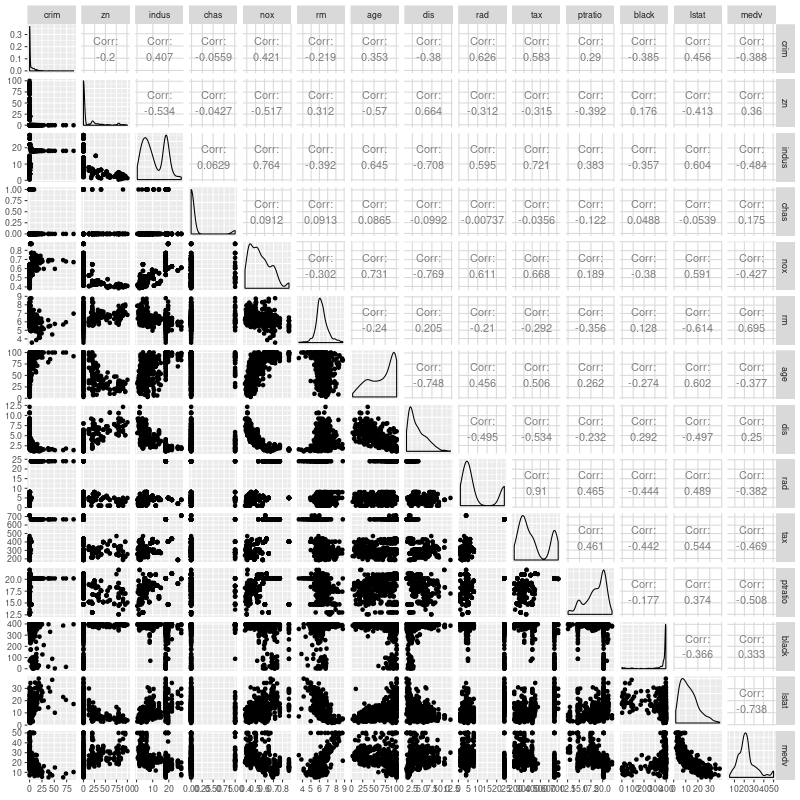 crim zn indus chas nox rm age dis rad tax ptratio black lstat medv
0.3 Corr: Corr: Corr: Corr: Corr: Corr: Corr: Corr: Corr: Corr: Corr: Corr: Corr: crim
0.2
0.1 -0.2 0.407 -0.0559 0.421 -0.219 0.353 -0.38 0.626 0.583 0.29 -0.385 0.456 -0.388
0.0
100 Corr: Corr: Corr: Corr: Corr: Corr: Corr: Corr: Corr: Corr: Corr: Corr: zn
75
50
25 -0.534 -0.0427 -0.517 0.312 -0.57 0.664 -0.312 -0.315 -0.392 0.176 -0.413 0.36
0
20 Corr: Corr: Corr: Corr: Corr: Corr: Corr: Corr: Corr: Corr: Corr: indus
10 0.0629 0.764 -0.392 0.645 -0.708 0.595 0.721 0.383 -0.357 0.604 -0.484
0
1.00 Corr: Corr: Corr: Corr: Corr: Corr: Corr: Corr: Corr: Corr: chas
0.75
0.50
0.25 0.0912 0.0913 0.0865 -0.0992 -0.00737 -0.0356 -0.122 0.0488 -0.0539 0.175
0.00
0.8 Corr: Corr: Corr: Corr: Corr: Corr: Corr: Corr: Corr: nox
0.7
0.6
0.5 -0.302 0.731 -0.769 0.611 0.668 0.189 -0.38 0.591 -0.427
0.4
9 Corr: Corr: Corr: Corr: Corr: Corr: Corr: Corr: rm
8
7
6
5 -0.24 0.205 -0.21 -0.292 -0.356 0.128 -0.614 0.695
4
100 Corr: Corr: Corr: Corr: Corr: Corr: Corr: age
75
50
25 -0.748 0.456 0.506 0.262 -0.274 0.602 -0.377
0
12.5 Corr: Corr: Corr: Corr: Corr: Corr: dis
10.0
7.5
5.0 -0.495 -0.534 -0.232 0.292 -0.497 0.25
2.5
25 Corr: Corr: Corr: Corr: Corr: rad
20
15
10
5 0.91 0.465 -0.444 0.489 -0.382
0
700 Corr: Corr: Corr: Corr: tax
600
500
400
300 0.461 -0.442 0.544 -0.469
200
20.0 Corr: Corr: Corr: ptratio
17.5
15.0 -0.177 0.374 -0.508
12.5
400 Corr: Corr: black
300
200
100 -0.366 0.333
0
30 Corr: lstat
20
10 -0.738
0
50 medv
40
30
20
10
0 25 50 75 0 25 50 75 100 0 10 20 0.00 0.25 0.50 0.75 1.00 0.4 0.5 0.6 0.7 0.8 4 5 6 7 8 9 0 25 50 75 100 2.5 5.0 7.5 10.0 12.5 0 5 10 15 20 25 200 300 400 500 600 700 12.5 15.0 17.5 20.0 0 100 200 300 400 0 10 20 30 10 20 30 40 50